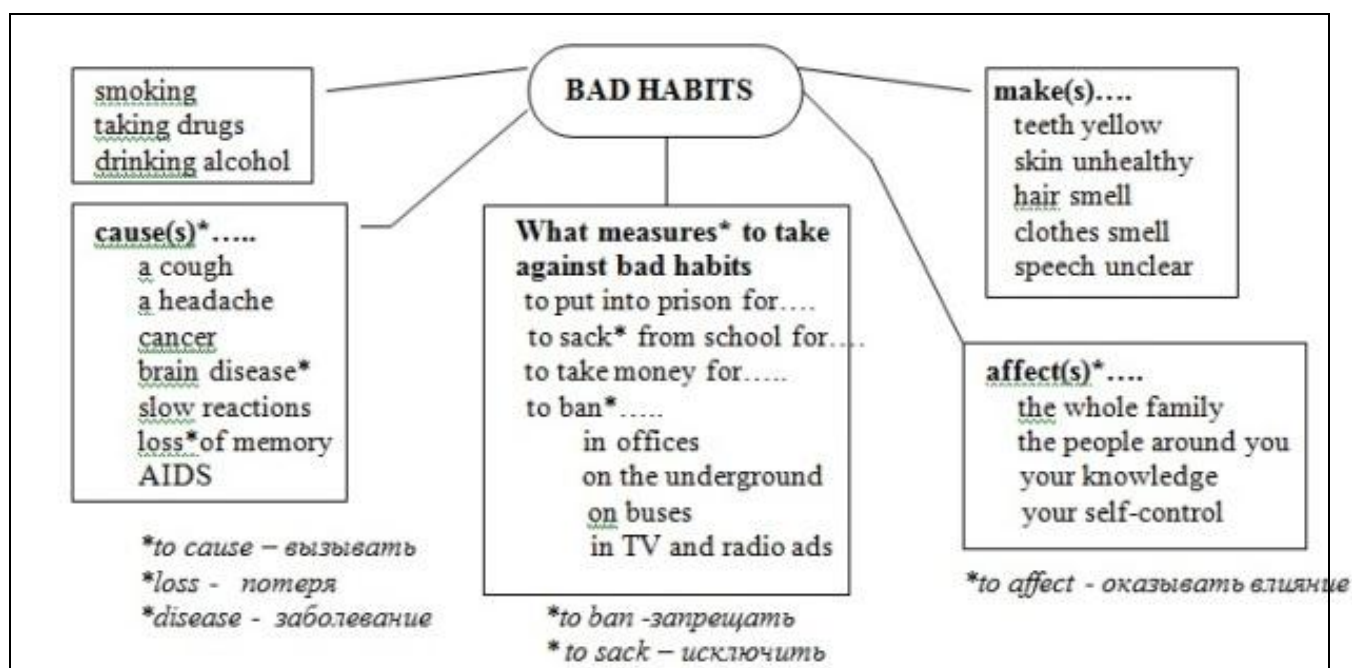 BAD HABITS
smoking
taking drugs
drinking alcohol
cause(s)*…..
a cough
a headache
cancer
brain disease*
slow reactions
loss*of memory
AIDS
*to cause – вызывать
*loss - потеря
*disease - заболевание
What measures* to take
against bad habits
to put into prison for….
to sack* from school for….
to take money for…..
to ban*…..
in offices
on the underground
on buses
in TV and radio ads
*to ban -запрещать
* to sack – исключить
make(s)….
teeth yellow
skin unhealthy
hair smell
clothes smell
speech unclear
affect(s)*….
the whole family
the people around you
your knowledge
your self-control
*to affect - оказывать влияние